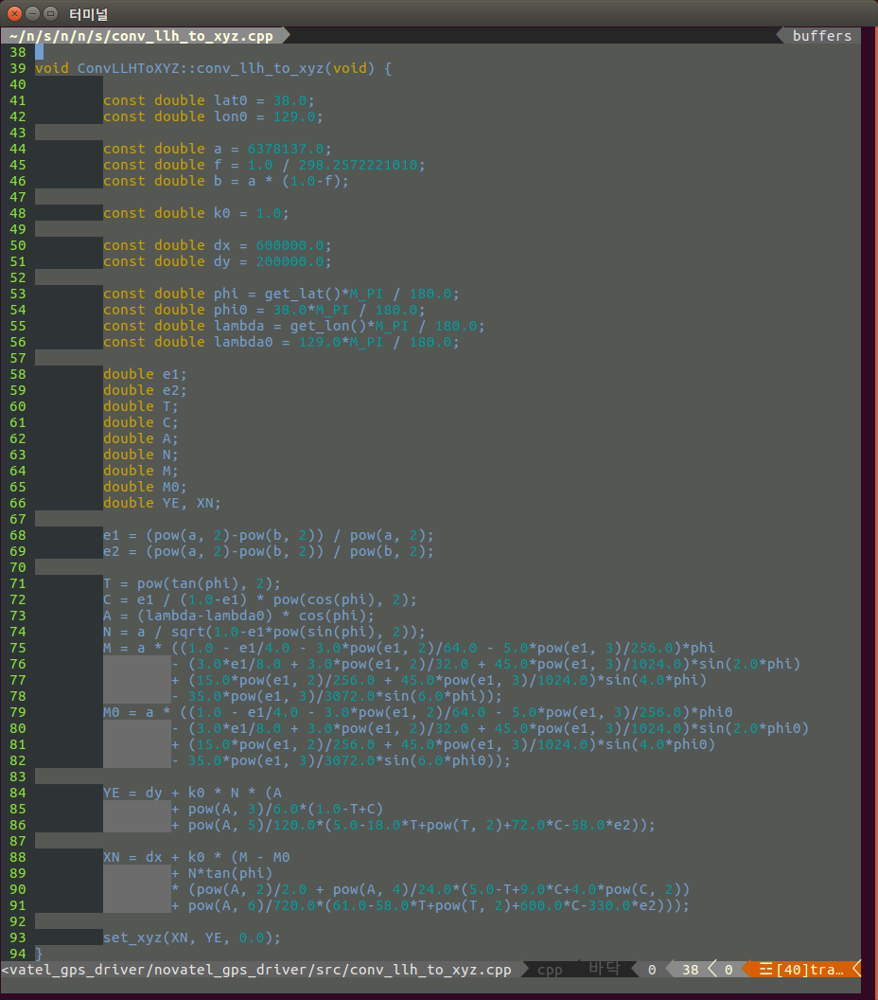 터미널
~/n/s/n/n/s/conv_llh_to_xyz.cpp buffers
38
39 void ConvLLHToXYZ::conv_llh_to_xyz(void) {
40
41 const double lat0 = 38.0;
42 const double lon0 = 129.0;
43
44 const double a = 6378137.0;
45 const double f = 1.0 / 298.2572221010;
46 const double b = a * (1.0-f);
47
48 const double k0 = 1.0;
49
50 const double dx = 600000.0;
51 const double dy = 200000.0;
52
53 const double phi = get_lat()*M_PI / 180.0;
54 const double phi0 = 38.0*M_PI / 180.0;
55 const double lambda = get_lon()*M_PI / 180.0;
56 const double lambda0 = 129.0*M_PI / 180.0;
57
58 double e1;
59 double e2;
60 double T;
61 double C;
62 double A;
63 double N;
64 double M;
65 double M0;
66 double YE, XN;
67
68 e1 = (pow(a, 2)-pow(b, 2)) / pow(a, 2);
69 e2 = (pow(a, 2)-pow(b, 2)) / pow(b, 2);
70
71 T = pow(tan(phi), 2);
72 C = e1 / (1.0-e1) * pow(cos(phi), 2);
73 A = (lambda-lambda0) * cos(phi);
74 N = a / sqrt(1.0-e1*pow(sin(phi), 2));
75 M = a * ((1.0 - e1/4.0 - 3.0*pow(e1, 2)/64.0 - 5.0*pow(e1, 3)/256.0)*phi
76 - (3.0*e1/8.0 + 3.0*pow(e1, 2)/32.0 + 45.0*pow(e1, 3)/1024.0)*sin(2.0*phi)
77 + (15.0*pow(e1, 2)/256.0 + 45.0*pow(e1, 3)/1024.0)*sin(4.0*phi)
78 - 35.0*pow(e1, 3)/3072.0*sin(6.0*phi));
79 M0 = a * ((1.0 - e1/4.0 - 3.0*pow(e1, 2)/64.0 - 5.0*pow(e1, 3)/256.0)*phi0
80 - (3.0*e1/8.0 + 3.0*pow(e1, 2)/32.0 + 45.0*pow(e1, 3)/1024.0)*sin(2.0*phi0)
81 + (15.0*pow(e1, 2)/256.0 + 45.0*pow(e1, 3)/1024.0)*sin(4.0*phi0)
82 - 35.0*pow(e1, 3)/3072.0*sin(6.0*phi0));
83
84 YE = dy + k0 * N * (A
85 + pow(A, 3)/6.0*(1.0-T+C)
86 + pow(A, 5)/120.0*(5.0-18.0*T+pow(T, 2)+72.0*C-58.0*e2));
87
88 XN = dx + k0 * (M - M0
89 + N*tan(phi)
90 * (pow(A, 2)/2.0 + pow(A, 4)/24.0*(5.0-T+9.0*C+4.0*pow(C, 2))
91 + pow(A, 6)/720.0*(61.0-58.0*T+pow(T, 2)+600.0*C-330.0*e2)));
92
93 set_xyz(XN, YE, 0.0);
94 }
<vatel_gps_driver/novatel_gps_driver/src/conv_llh_to_xyz.cpp cpp 바닥 0 38 0 ☲[40]tra…